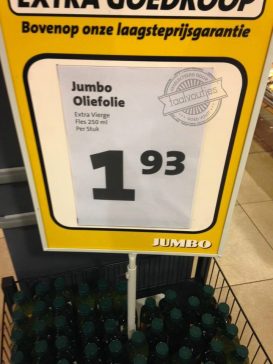 EXTRA GOEDKOOP
Bovenop onze laagsteprijsgarantie
Jumbo
Oliefolie
Extra Vierge
Fles 250 ml
Per Stuk
taalvoutjes
1 93
JUMBO